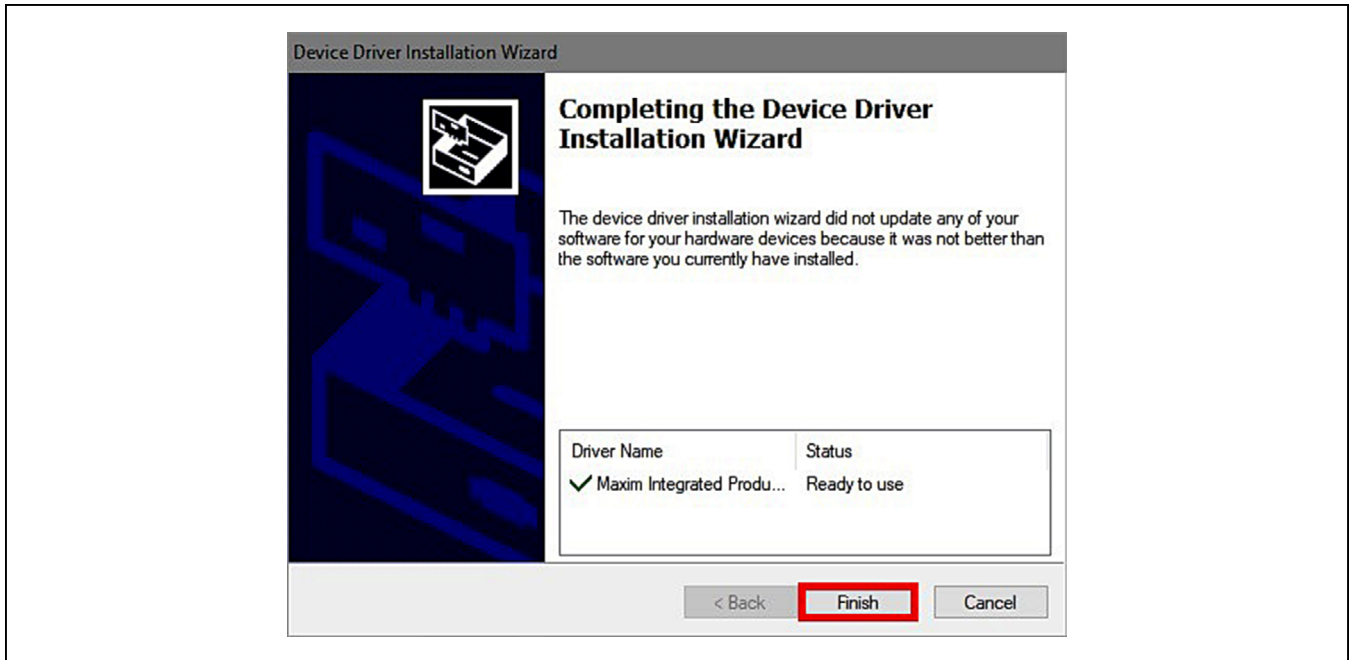 Device Driver Installation Wizard
Completing the Device Driver
Installation Wizard
The device driver installation wizard did not update any of your
software for your hardware devices because it was not better than
the software you currently have installed.
Driver Name Status
Maxim Integrated Produ... Ready to use
< Back Finish Cancel